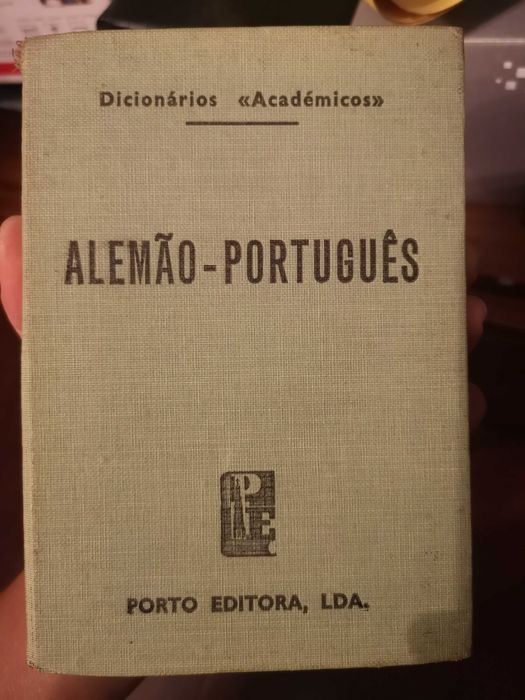 Dicionários «Académicos»
ALEMÃO-PORTUGUÊS
PE
PORTO EDITORA, LDA.